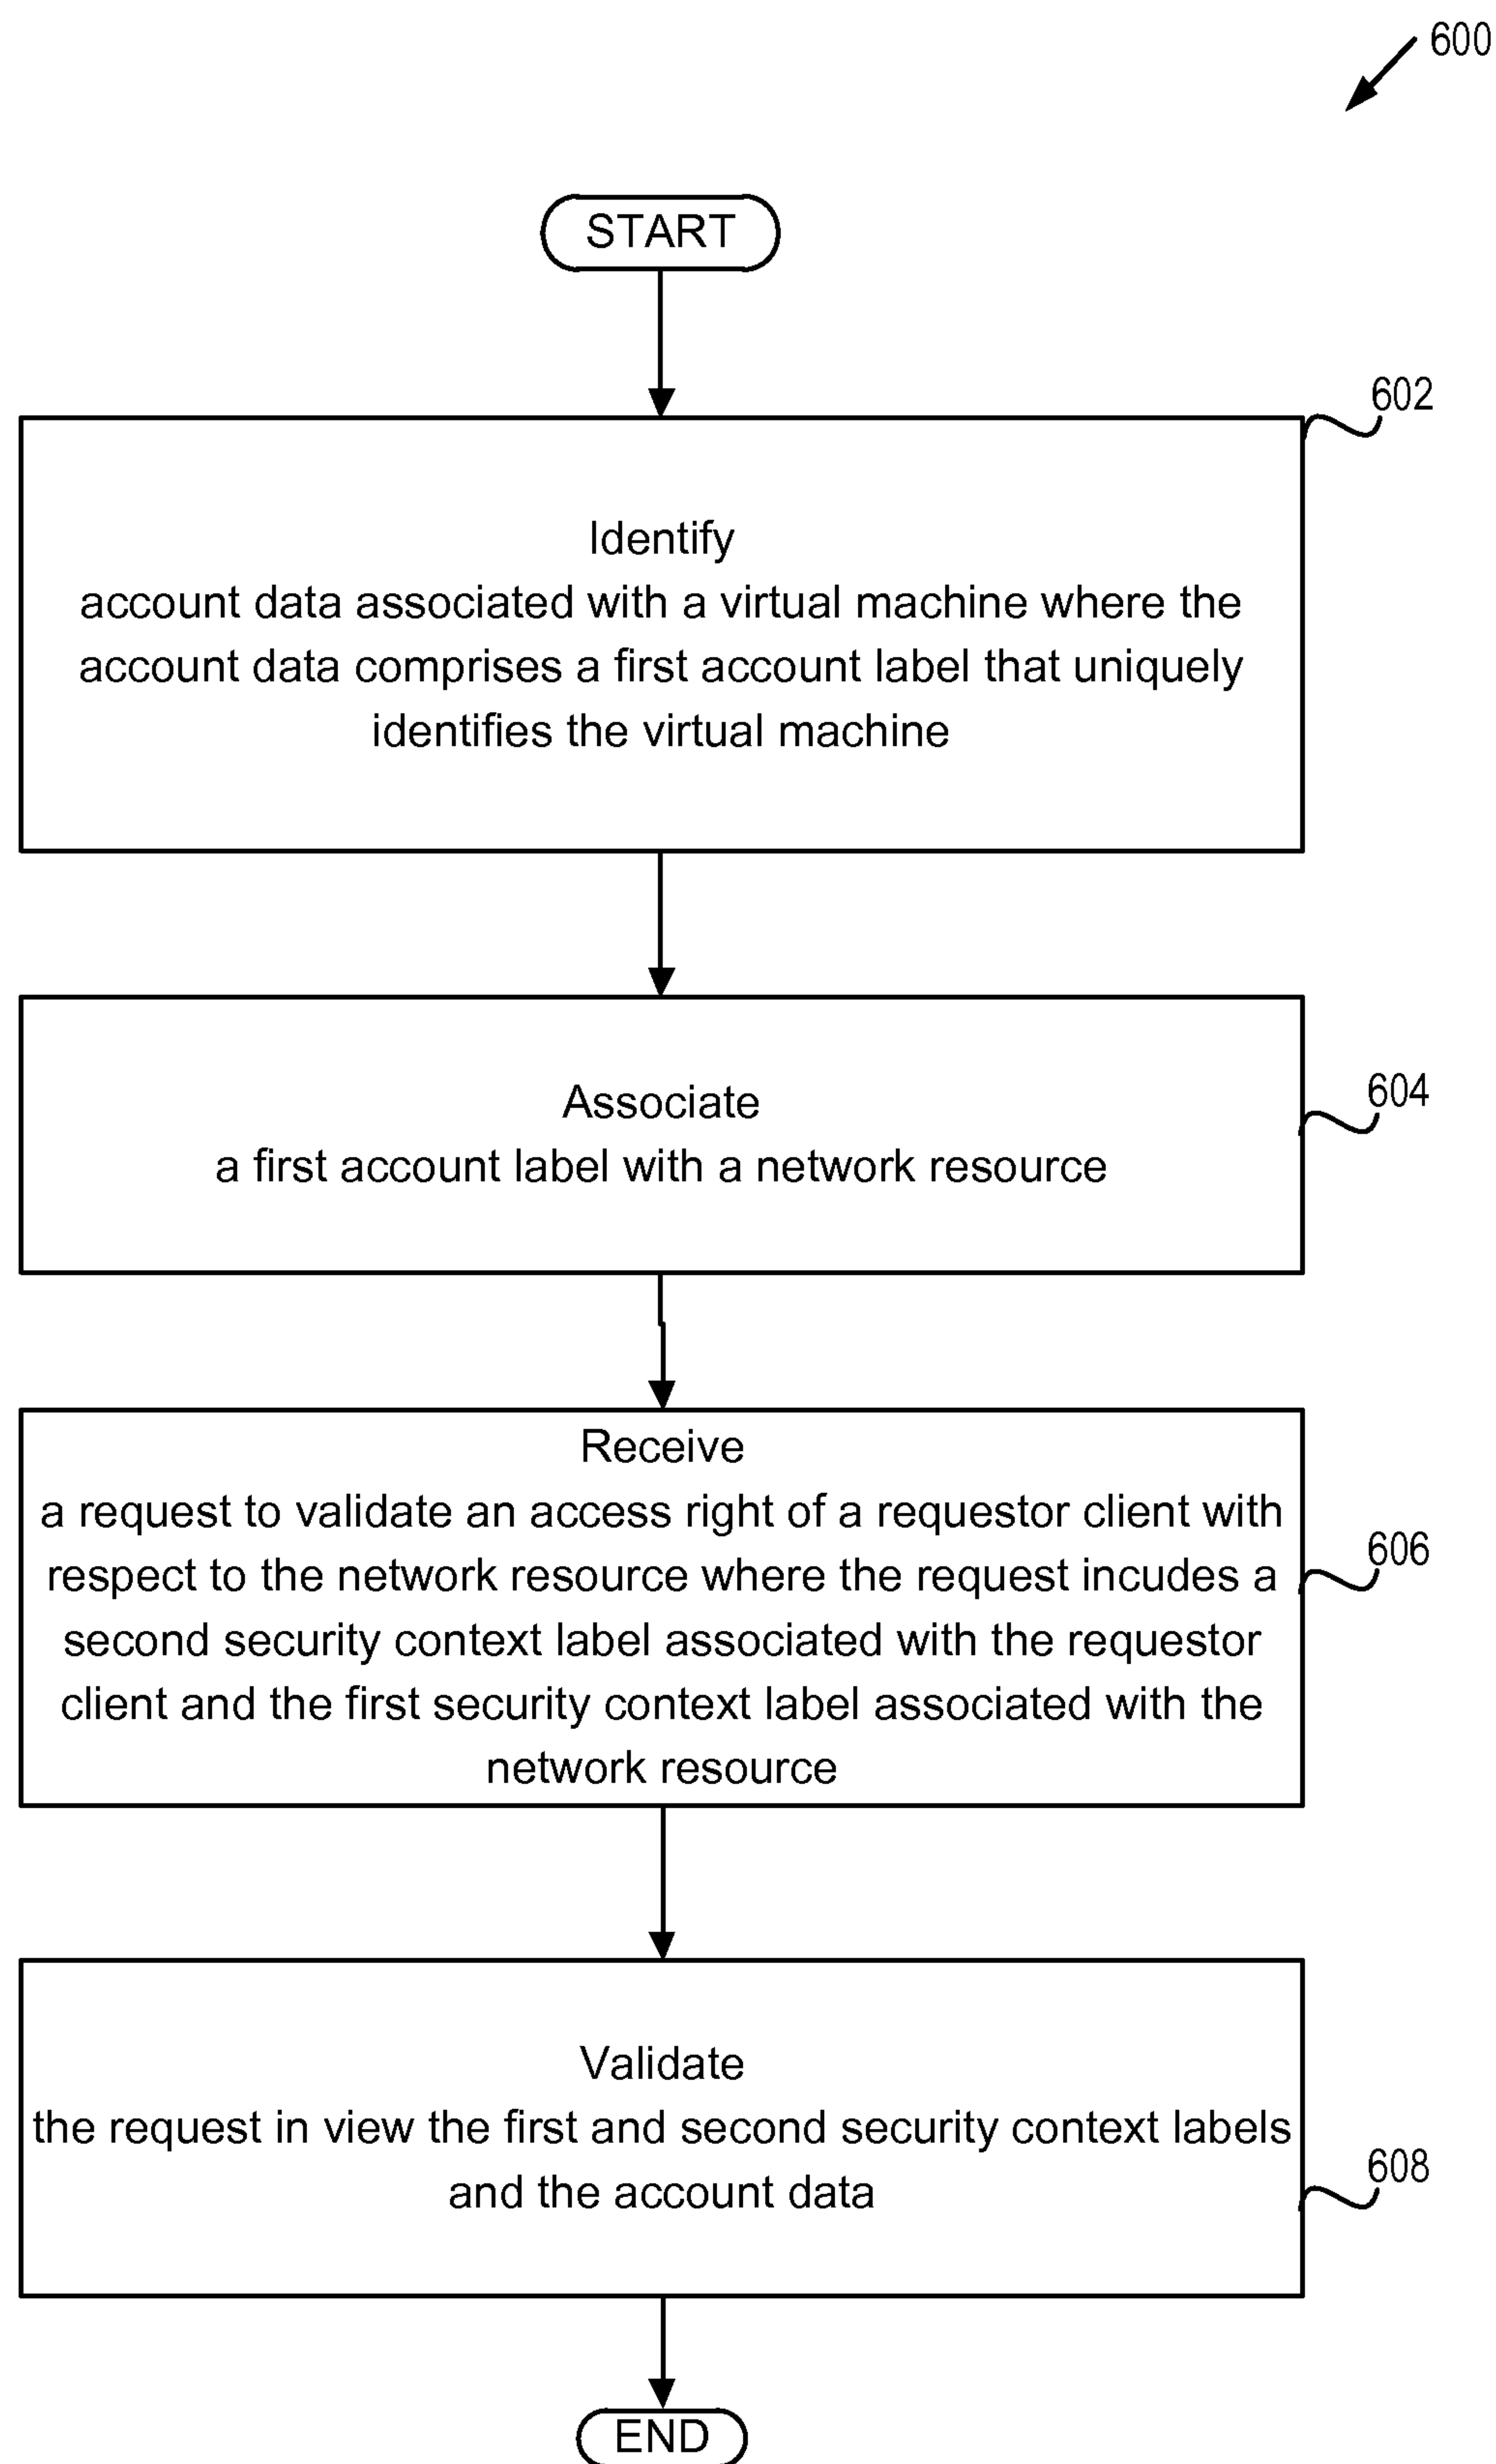 600
START
602
Identify
account data associated with a virtual machine where the
account data comprises a first account label that uniquely
identifies the virtual machine
Associate
604
a first account label with a network resource
Receive
a request to validate an access right of a requestor client with
606
respect to the network resource where the request incudes a
second security context label associated with the requestor
client and the first security context label associated with the
network resource
Validate
the request in view the first and second security context labels
608
and the account data
END